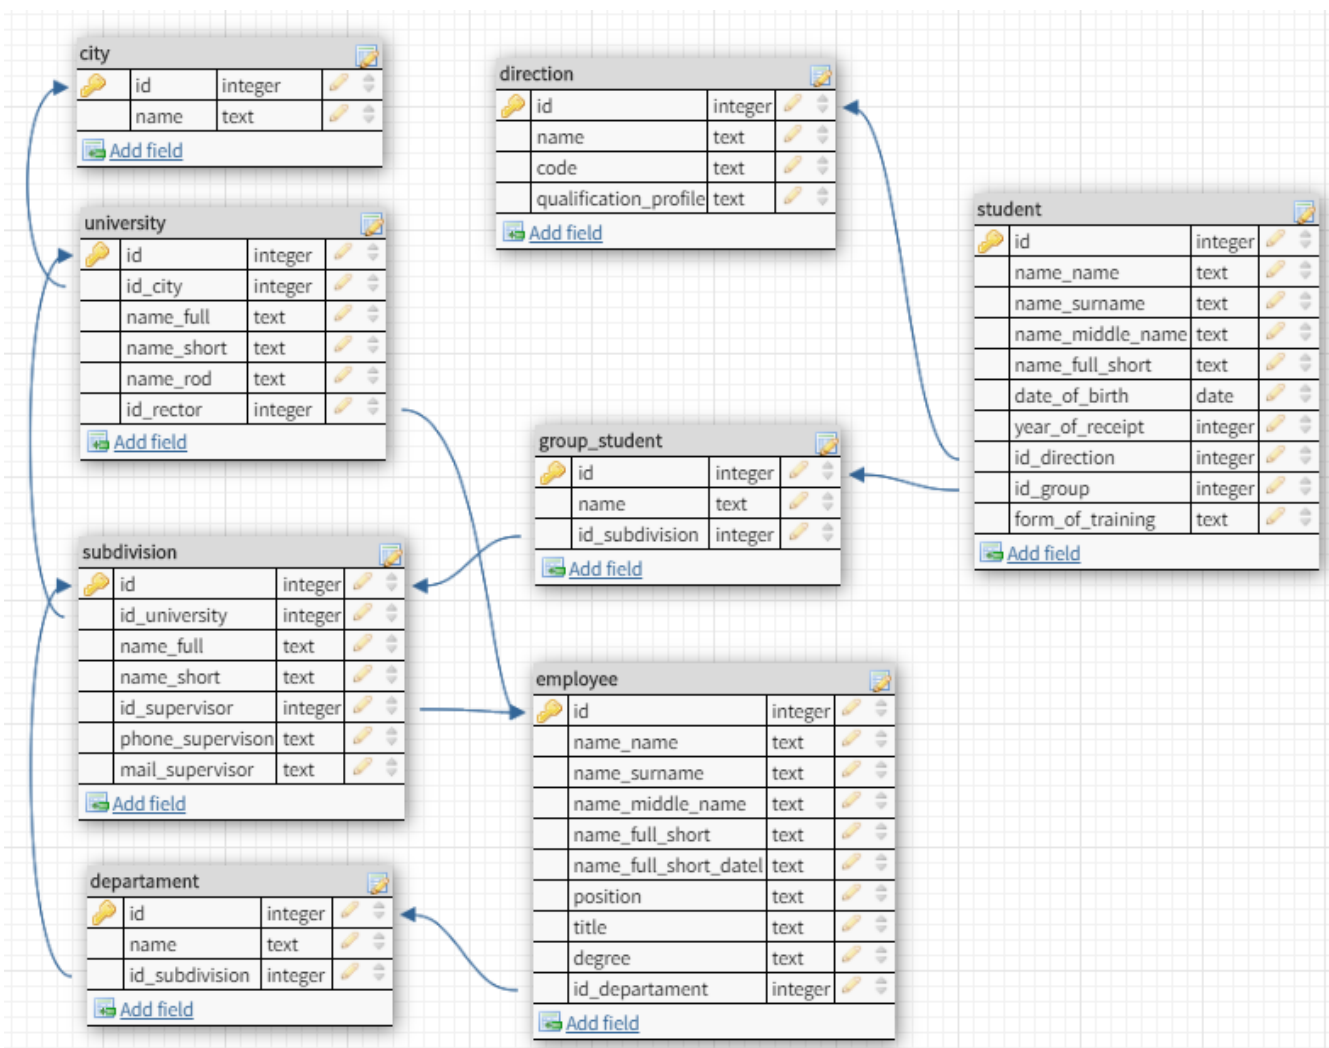 city
id integer
name text
Add field
university
id integer
id_city integer
name_full text
name_short text
name_rod text
id_rector integer
Add field
subdivision
id integer
id_university integer
name_full text
name_short text
id_supervisor integer
phone_supervison text
mail_supervisor text
Add field
departament
id integer
name text
id_subdivision integer
Add field
direction
id integer
name text
code text
qualification_profile text
Add field
group_student
id integer
name text
id_subdivision integer
Add field
employee
id integer
name_name text
name_surname text
name_middle_name text
name_full_short text
name_full_short_datel text
position text
title text
degree text
id_departament integer
Add field
student
id integer
name_name text
name_surname text
name_middle_name text
name_full_short text
date_of_birth date
year_of_receipt integer
id_direction integer
id_group integer
form_of_training text
Add field